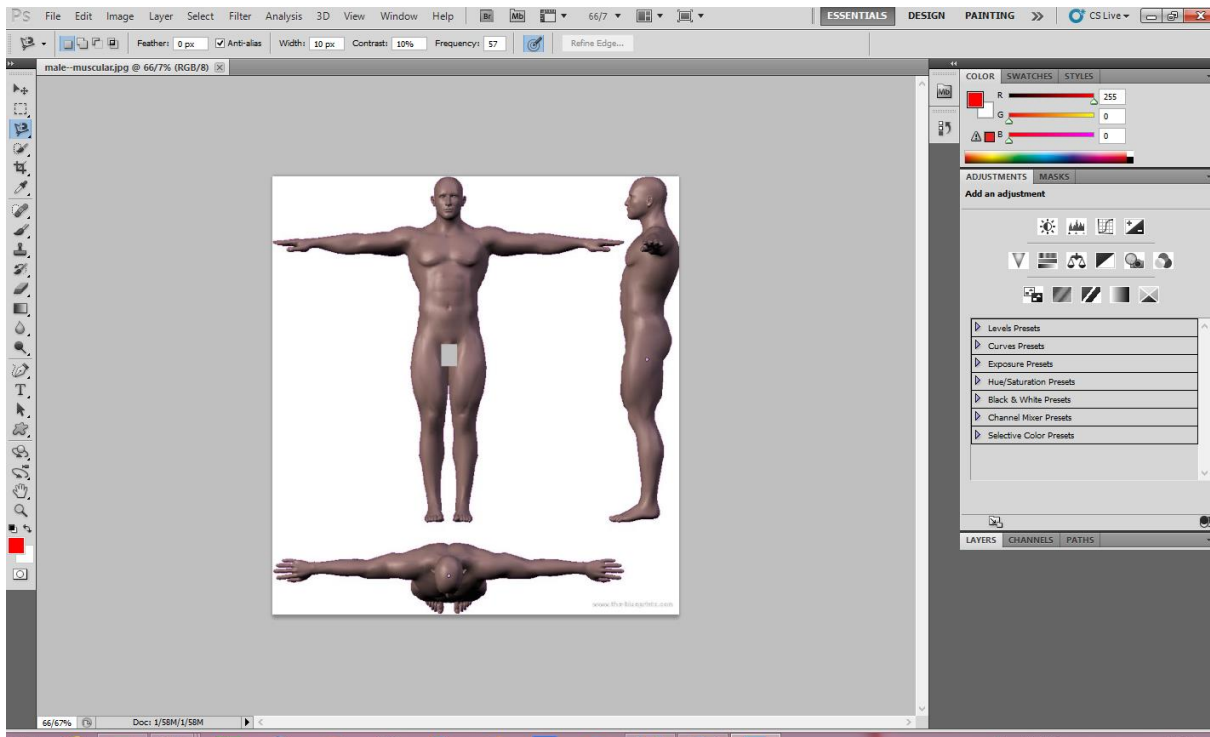 PS File Edit Image Layer Select Filter Analysis 3D View Window Help Br Mb 66/7 ESSENTIALS DESIGN PAINTING CS Live
Feather: 0 px Anti-alias Width: 10 px Contrast: 10% Frequency: 57 Refine Edge...
male--muscular.jpg @ 66/7% (RGB/8)
Mb
COLOR SWATCHES STYLES
R 255
G 0
B 0
ADJUSTMENTS MASKS
Add an adjustment
Levels Presets
Curves Presets
Exposure Presets
Hue/Saturation Presets
Black & White Presets
Channel Mixer Presets
Selective Color Presets
LAYERS CHANNELS PATHS
www.the-blueprints.com
66/67% Doc: 1/58M/1/58M